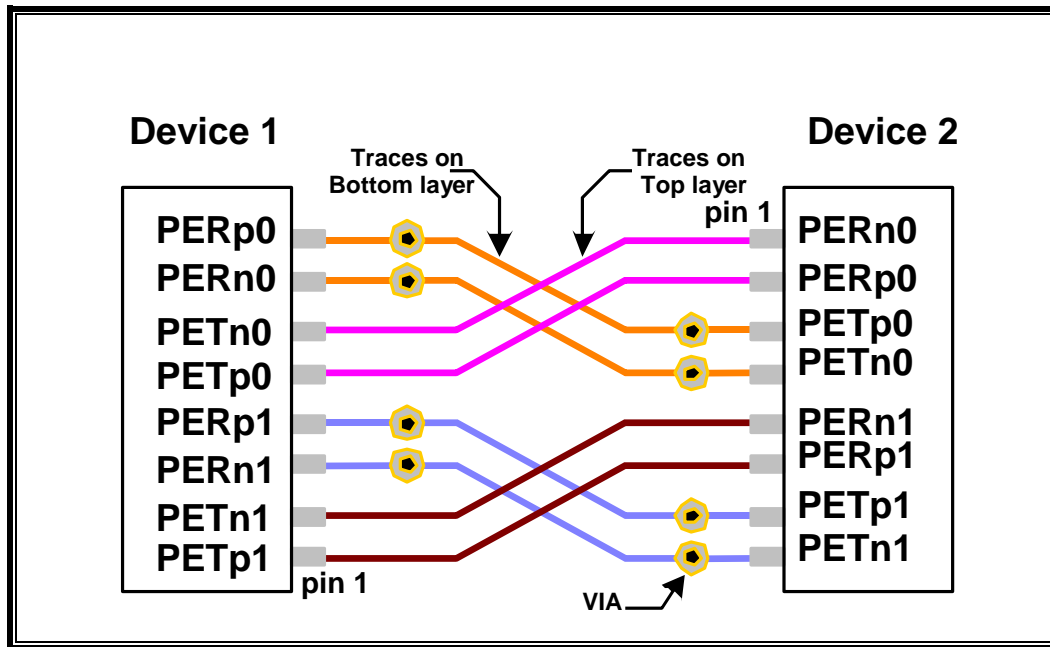 Device 1
Device 2
Traces on
Bottom layer
Traces on
Top layer
pin 1
PERp0
PERn0
PETn0
PETp0
PERp1
PERn1
PETn1
PETp1
pin 1
PERn0
PERp0
PETp0
PETn0
PERn1
PERp1
PETp1
PETn1
VIA